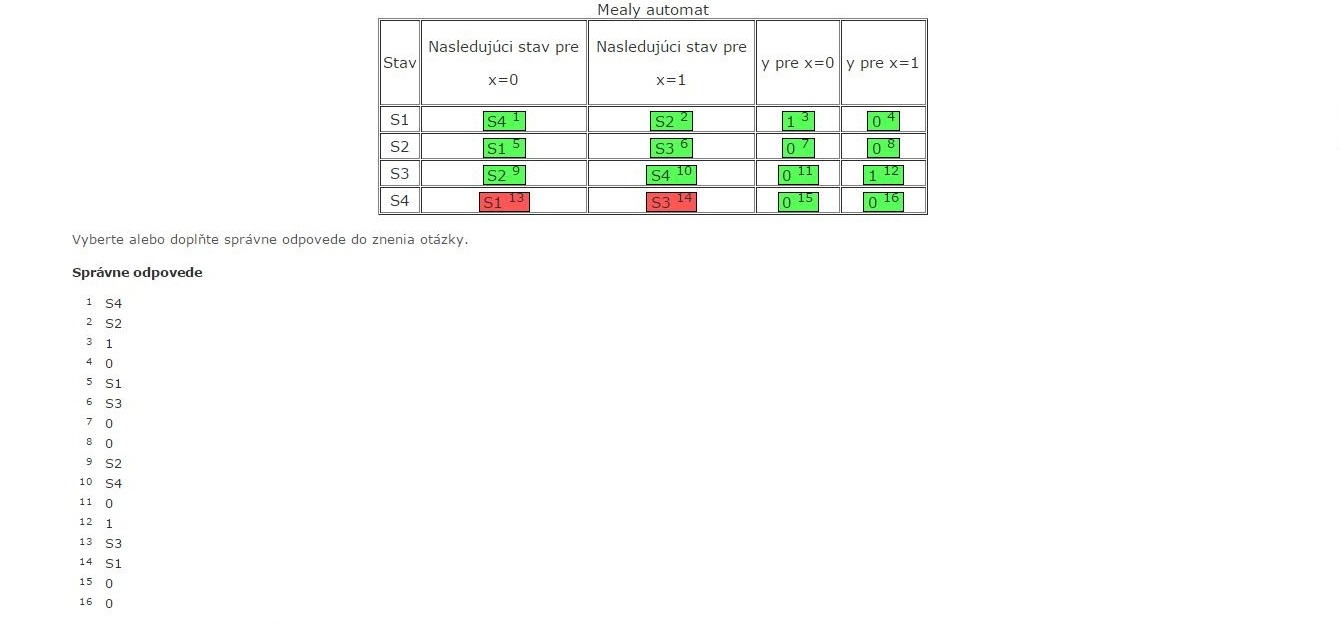 Mealy automat
Stav Nasledujúci stav pre x=0 Nasledujúci stav pre x=1 y pre x=0 y pre x=1
S1 S4 1 S2 2 1 3 0 4
S2 S1 5 S3 6 0 7 0 8
S3 S2 9 S4 10 0 11 1 12
S4 S1 13 S3 14 0 15 0 16
Vyberte alebo doplňte správne odpovede do znenia otázky.
Správne odpovede
1 S4
2 S2
3 1
4 0
5 S1
6 S3
7 0
8 0
9 S2
10 S4
11 0
12 1
13 S3
14 S1
15 0
16 0